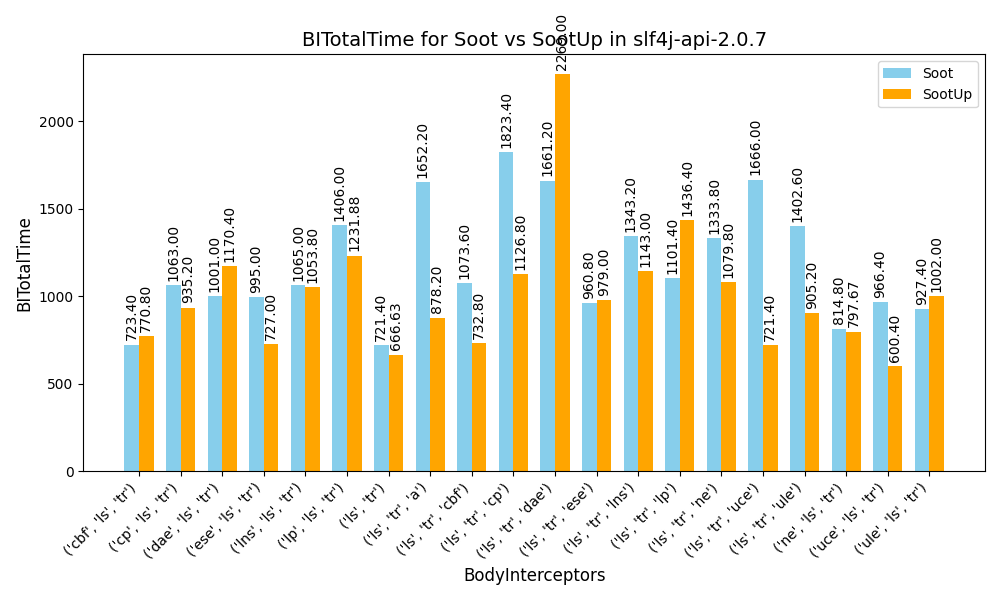 BITotalTime for Soot vs SootUp in slf4j-api-2.0.7
Soot
SootUp
BITotalTime
2000
1500
1000
500
0
723.40
770.80
1063.00
935.20
1001.00
1170.40
995.00
727.00
1065.00
1053.80
1406.00
1231.88
721.40
666.63
1652.20
878.20
1073.60
732.80
1823.40
1126.80
1661.20
960.80
979.00
1343.20
1143.00
1101.40
1436.40
1333.80
1079.80
1666.00
721.40
1402.60
905.20
814.80
797.67
966.40
600.40
927.40
1002.00
('cbf', 'ls', 'tr')
('cp', 'ls', 'tr')
('dae', 'ls', 'tr')
('ese', 'ls', 'tr')
('lns', 'ls', 'tr')
('lp', 'ls', 'tr')
('ls', 'tr')
('ls', 'tr', 'a')
('ls', 'tr', 'cbf')
('ls', 'tr', 'cp')
('ls', 'tr', 'dae')
('ls', 'tr', 'ese')
('ls', 'tr', 'lns')
('ls', 'tr', 'lp')
('ls', 'tr', 'ne')
('ls', 'tr', 'uce')
('ls', 'tr', 'ule')
('ne', 'ls', 'tr')
('uce', 'ls', 'tr')
('ule', 'ls', 'tr')
BodyInterceptors